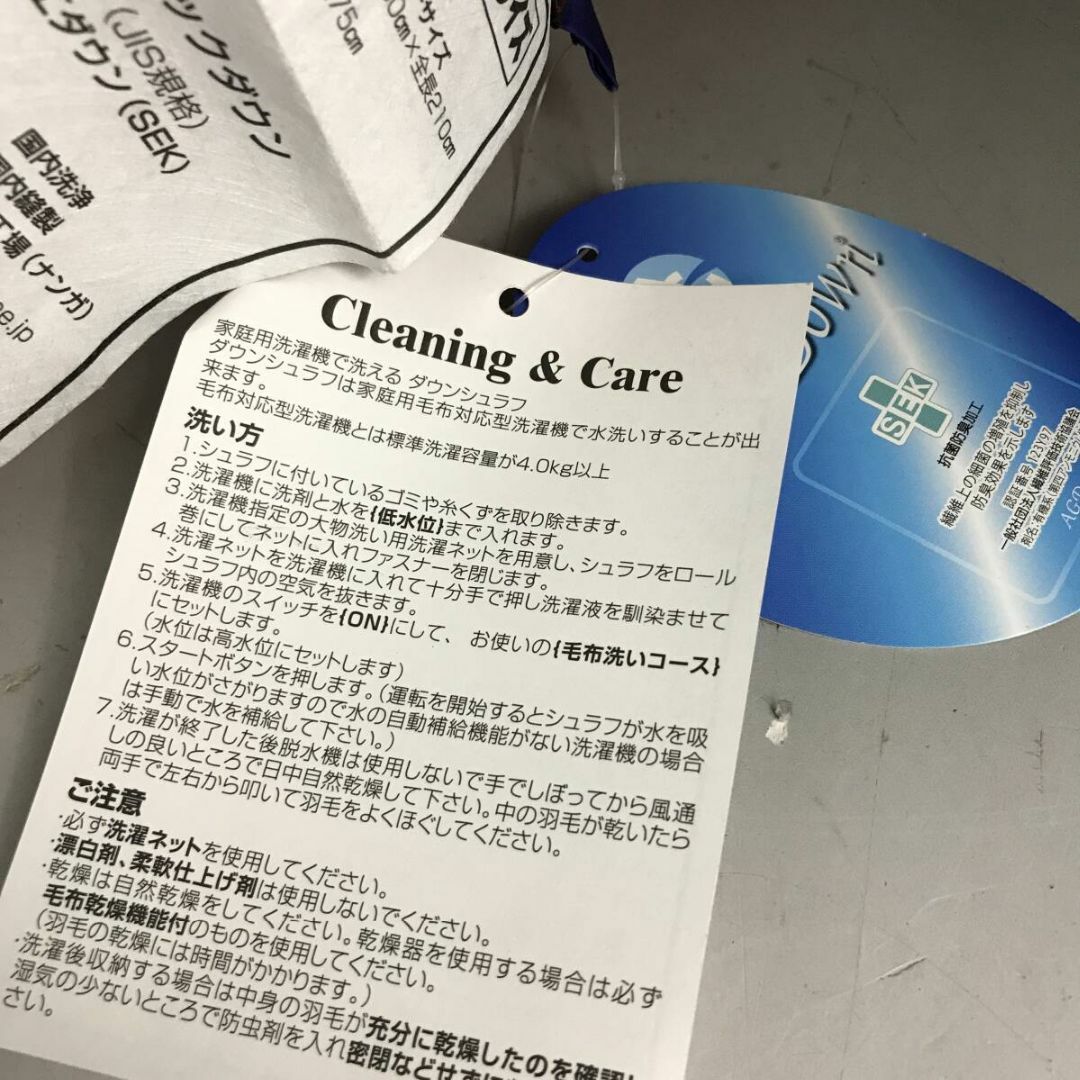 イズ
サイズ
0cm×全長210cm
75cm
ックダウン
(JIS規格)
ダウン(SEK)
国内洗浄
国内縫製
工場(ナンガ)
e.jp
Cleaning & Care
家庭用洗濯機で洗える ダウンシュラフ
ダウンシュラフは家庭用毛布対応型洗濯機で水洗いすることが出
来ます。
毛布対応型洗濯機とは標準洗濯容量が4.0kg以上
洗い方
1.シュラフに付いているゴミや糸くずを取り除きます。
2.洗濯機に洗剤と水を{低水位}まで入れます。
3.洗濯機指定の大物洗い用洗濯ネットを用意し、シュラフをロール
巻にしてネットに入れファスナーを閉じます。
4.洗濯ネットを洗濯機に入れて十分手で押し洗濯液を馴染ませて
シュラフ内の空気を抜きます。
5.洗濯機のスイッチを{ON}にして、 お使いの{毛布洗いコース}
にセットします。
(水位は高水位にセットします)
6.スタートボタンを押します。(運転を開始するとシュラフが水を吸
い水位がさがりますので水の自動補給機能がない洗濯機の場合
は手動で水を補給して下さい。)
7.洗濯が終了した後脱水機は使用しないで手でしぼってから風通
しの良いところで日中自然乾燥して下さい。中の羽毛が乾いたら
両手で左右から叩いて羽毛をよくほぐしてください。
ご注意
・必ず洗濯ネットを使用してください。
・漂白剤、柔軟仕上げ剤は使用しないでください。
・乾燥は自然乾燥をしてください。乾燥器を使用する場合は必ず
毛布乾燥機能付のものを使用してください。
(羽毛の乾燥には時間がかかります。)
・洗濯後収納する場合は中身の羽毛が充分に乾燥したのを確認し
湿気の少ないところで防虫剤を入れ密閉などせずに
さい。
own
SEK
抗菌防臭加工
繊維上の細菌の増殖を抑制し
防臭効果を示します
認証番号 123197
一般社団法人繊維評価技術協議会
剤名:有機系(第四アンモニウム
AG